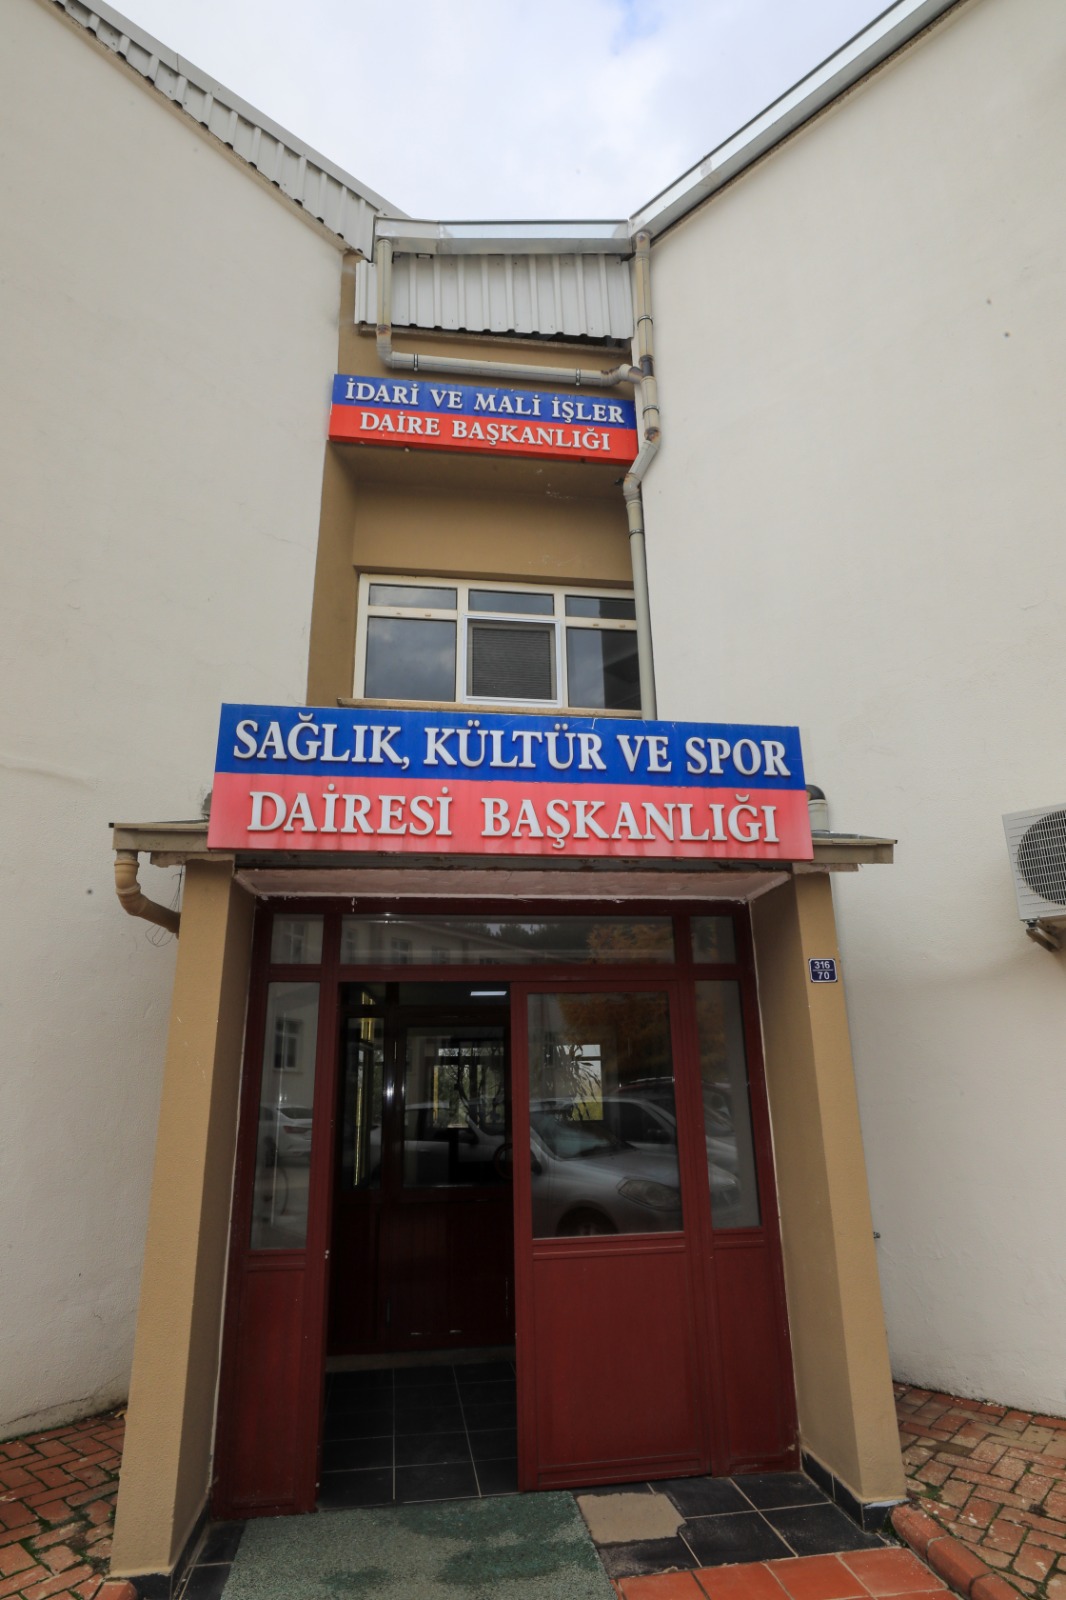 İDARİ VE MALİ İŞLER
DAİRE BAŞKANLIĞI
SAĞLIK, KÜLTÜR VE SPOR
DAİRESİ BAŞKANLIĞI
316
70